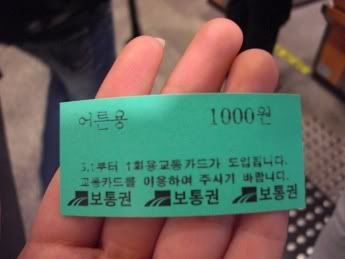 어른용 1000원
5.1부터 1회용교통카드가 도입됩니다.
교통카드를 이용하여 주시기 바랍니다.
보통권 보통권 보통권